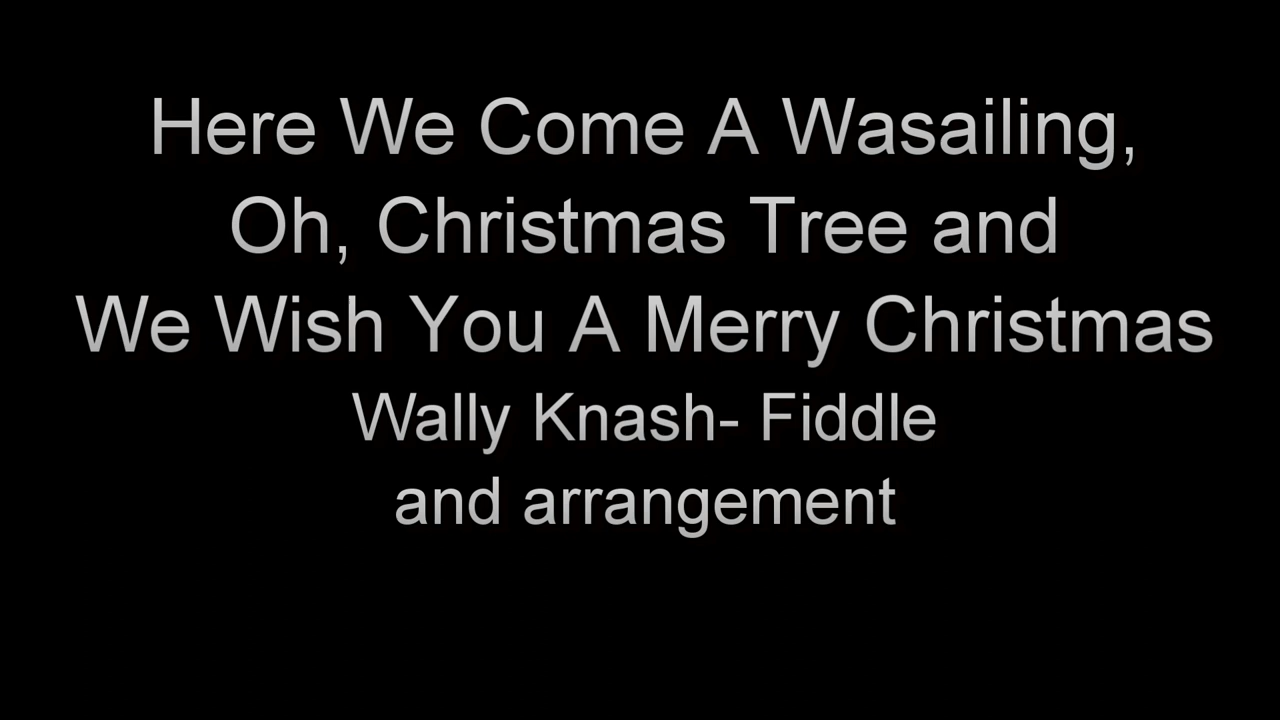 Here We Come A Wasailing,
Oh, Christmas Tree and
We Wish You A Merry Christmas
Wally Knash- Fiddle
and arrangement